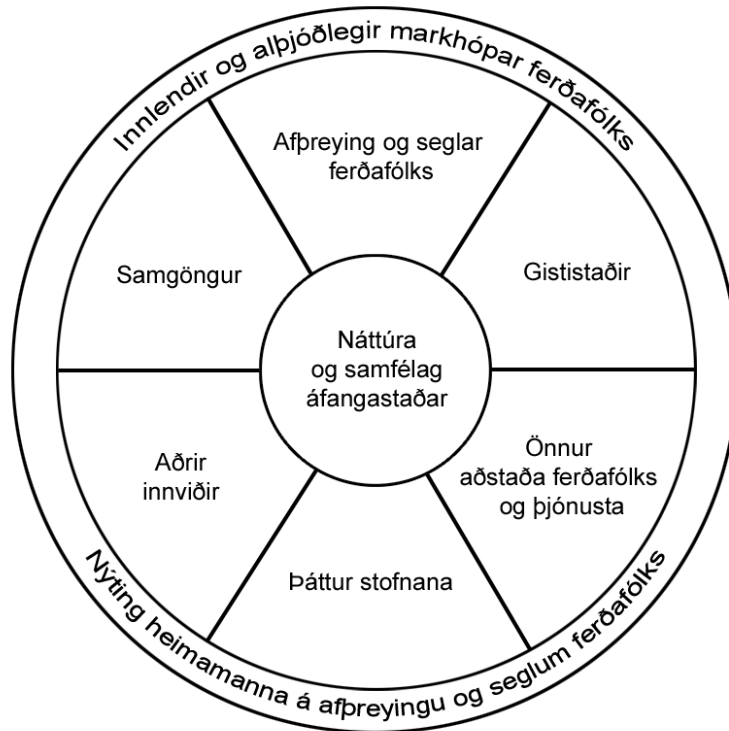 Innlendir og alþjóðlegir markhópar ferðafólks
Afþreying og seglar
ferðafólks
Samgöngur
Gististaðir
Náttúra
og samfélag
áfangastaðar
Aðrir
innviðir
Önnur
aðstaða ferðafólks
og þjónusta
Þáttur stofnana
Nýting heimamanna á afþreyingu og seglum ferðafólks